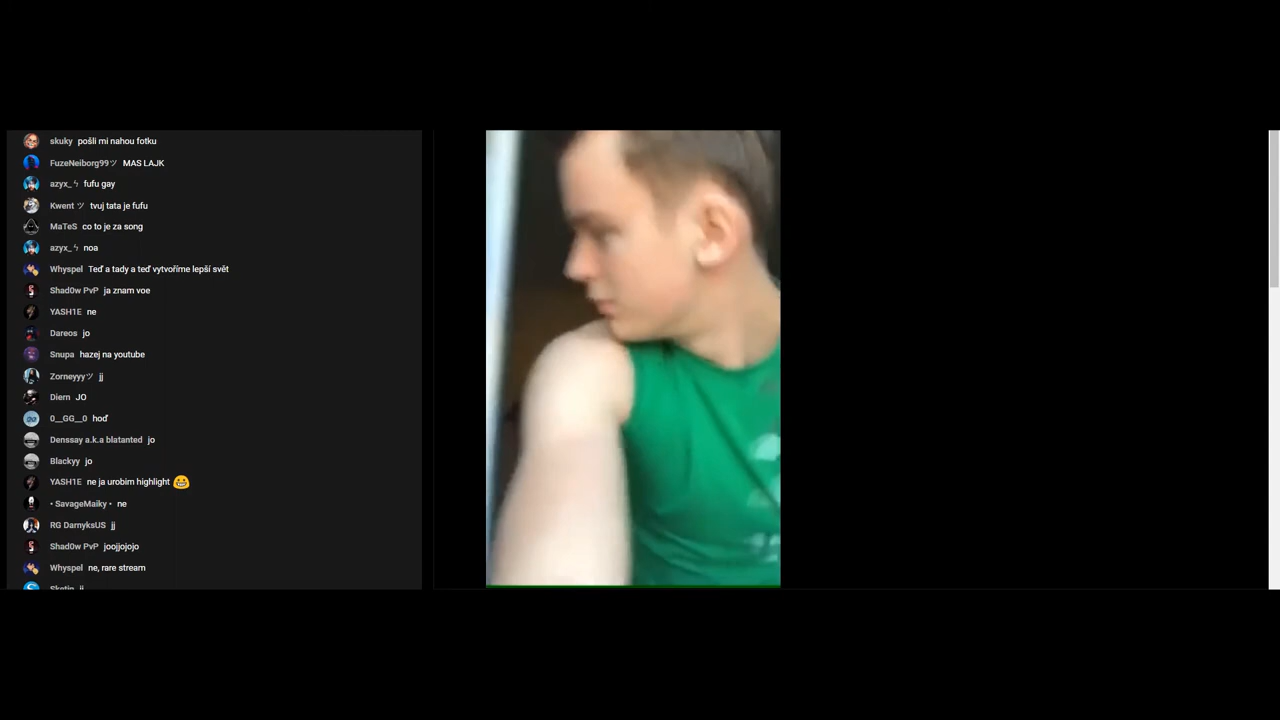 skuky pošli mi nahou fotku
FuzeNeiborg99ツ MAS LAJK
azyx_ㄣ fufu gay
Kwent ツ tvuj tata je fufu
MaTeS co to je za song
azyx_ㄣ noa
Whyspel Teď a tady a teď vytvoříme lepší svět
Shad0w PvP ja znam voe
YASH1E ne
Dareos jo
Snupa hazej na youtube
Zorneyyyツ jj
Diern JO
0__GG__0 hoď
Denssay a.k.a blatanted jo
Blackyy jo
YASH1E ne ja urobim highlight 😁
• SavageMaiky • ne
RG DarnyksUS jj
Shad0w PvP joojjojojo
Whyspel ne, rare stream